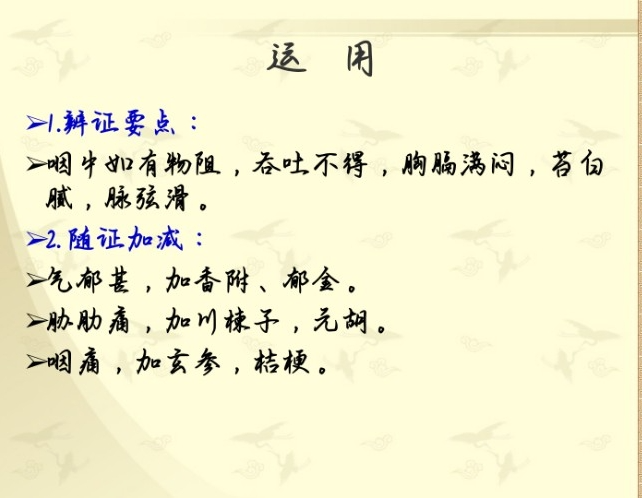 运 用
➢1.辨证要点：
➢咽中如有物阻，吞吐不得，胸膈满闷，苔白
腻，脉弦滑。
➢2.随证加减：
➢气郁甚，加香附、郁金。
➢胁肋痛，加川楝子，元胡。
➢咽痛，加玄参，桔梗。